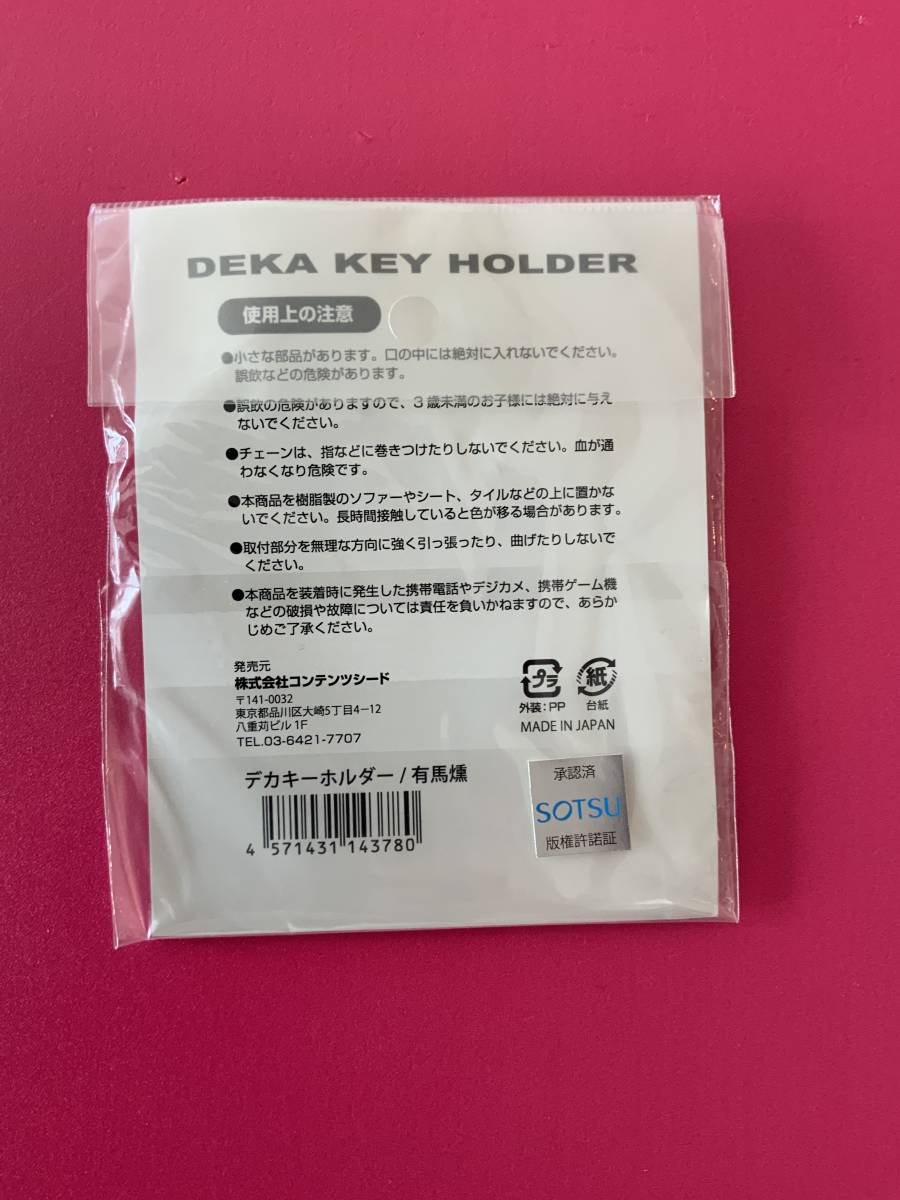 DEKA KEY HOLDER
使用上の注意
●小さな部品があります。口の中には絶対に入れないでください。
誤飲などの危険があります。
●誤飲の危険がありますので、3歳未満のお子様には絶対に与え
ないでください。
●チェーンは、指などに巻きつけたりしないでください。血が通
わなくなり危険です。
●本商品を樹脂製のソファーやシート、タイルなどの上に置かな
いでください。長時間接触していると色が移る場合があります。
●取付部分を無理な方向に強く引っ張ったり、曲げたりしないで
ください。
●本商品を装着時に発生した携帯電話やデジカメ、携帯ゲーム機
などの破損や故障については責任を負いかねますので、あらか
じめご了承ください。
発売元
株式会社コンテンツシード
〒141-0032
東京都品川区大崎5丁目4−12
八重苅ビル 1F
TEL.03-6421-7707
プラ
外装：PP
紙
台紙
MADE IN JAPAN
デカキーホルダー / 有馬燻
4 571431 143780
承認済
SOTSU
版権許諾証